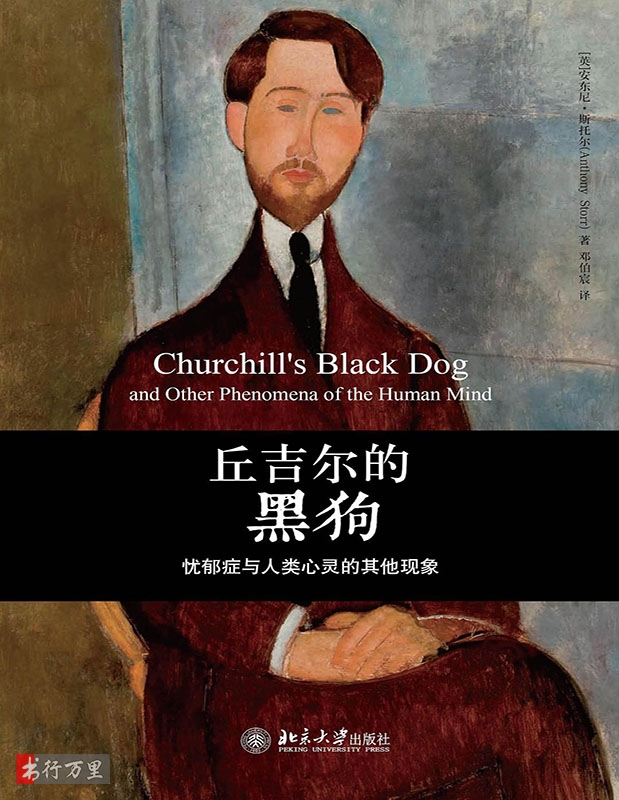 [英]安东尼·斯托尔(Anthony Storr) 著 邓伯宸 译
Churchill's Black Dog
and Other Phenomena of the Human Mind
丘吉尔的
黑狗
忧郁症与人类心灵的其他现象
北京大学出版社
PEKING UNIVERSITY PRESS
书行万里